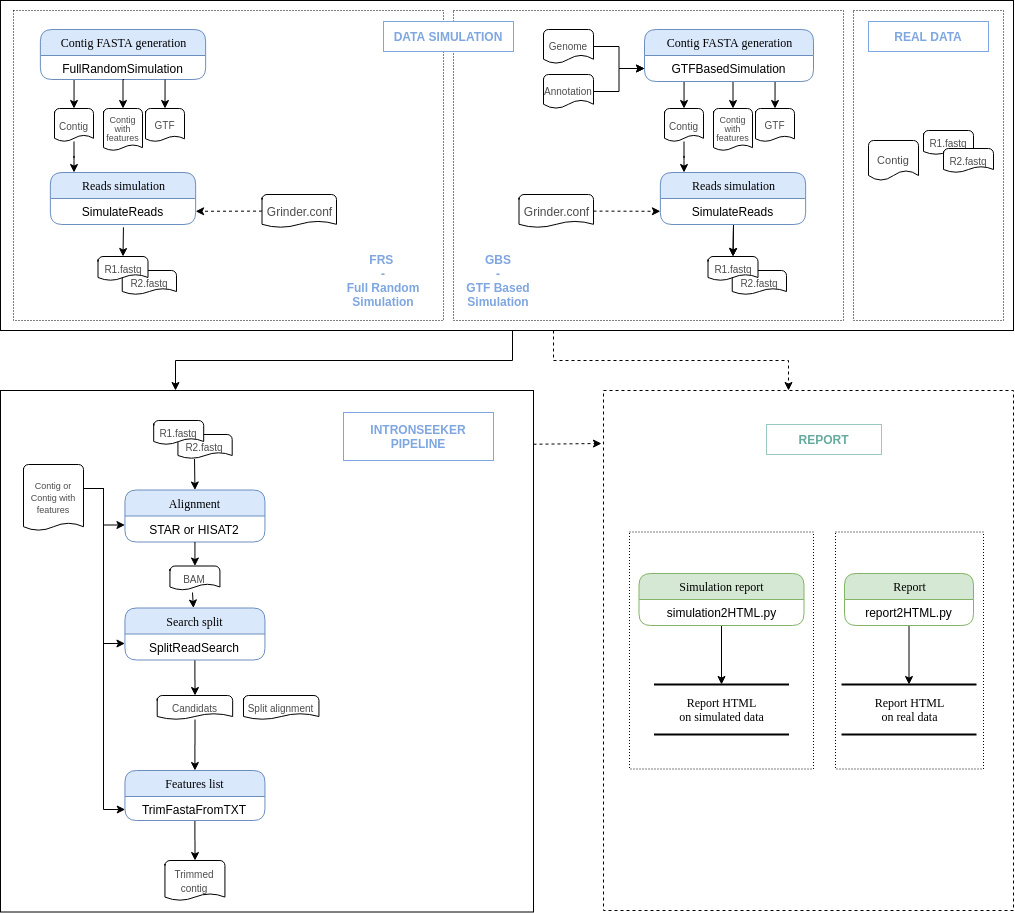 DATA SIMULATION
Contig FASTA generation
FullRandomSimulation
Contig
Contig
with
features
GTF
Reads simulation
SimulateReads
Grinder.conf
R1.fastq
R2.fastq
FRS
-
Full Random
Simulation
Genome
Annotation
Contig FASTA generation
GTFBasedSimulation
Contig
Contig
with
features
GTF
Reads simulation
SimulateReads
Grinder.conf
R1.fastq
R2.fastq
GBS
-
GTF Based
Simulation
REAL DATA
Contig
R1.fastq
R2.fastq
INTRONSEEKER
PIPELINE
R1.fastq
R2.fastq
Contig or
Contig with
features
Alignment
STAR or HISAT2
BAM
Search split
SplitReadSearch
Candidats
Split alignment
Features list
TrimFastaFromTXT
Trimmed
contig
REPORT
Simulation report
simulation2HTML.py
Report HTML
on simulated data
Report
report2HTML.py
Report HTML
on real data